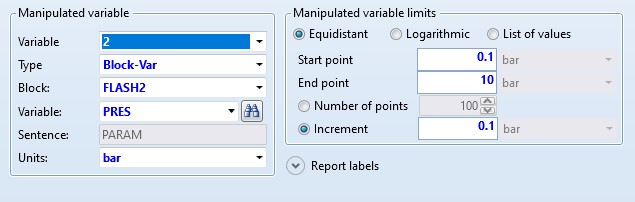 Manipulated variable
Variable 2
Type Block-Var
Block: FLASH2
Variable: PRES
Sentence: PARAM
Units: bar
Manipulated variable limits
Equidistant Logarithmic List of values
Start point 0.1 bar
End point 10 bar
Number of points 100
Increment 0.1 bar
Report labels